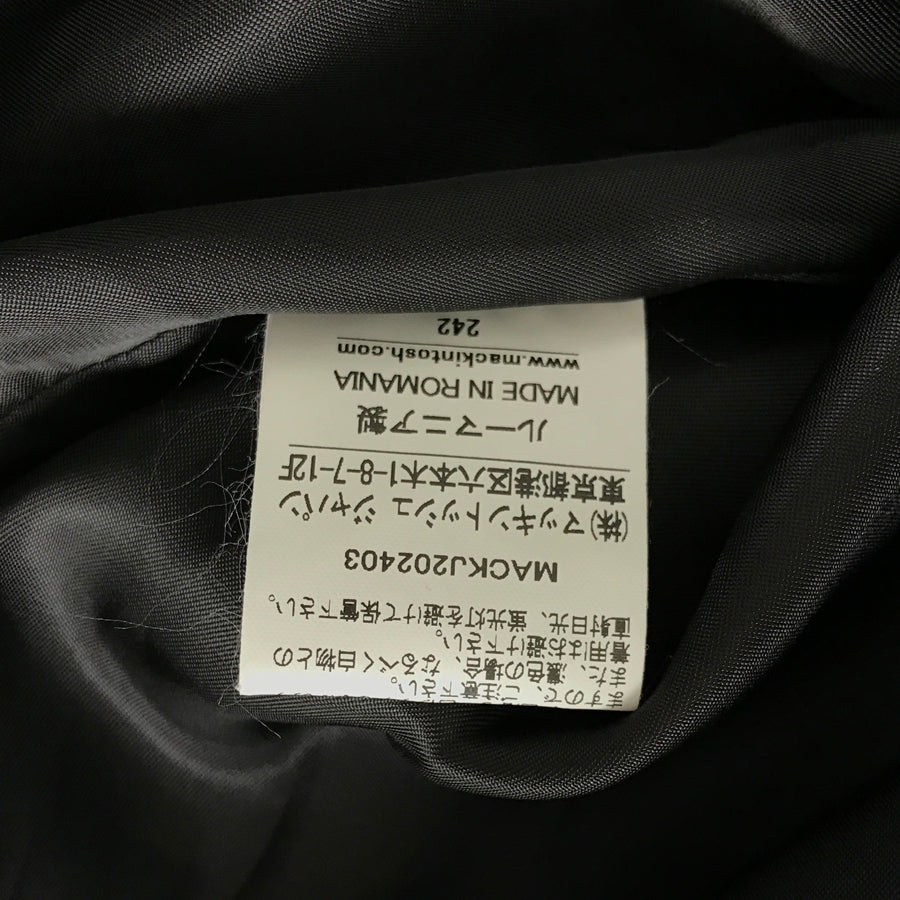 ますので、ご注意下さい。
また、濃色の場合、なるべく白物との
着用はお避け下さい。
直射日光、蛍光灯を避けて保管下さい。
MACKJ202403
(株)マッキントッシュ ジャパン
東京都港区六本木1-8-7-12F
ルーマニア製
MADE IN ROMANIA
www.mackintosh.com
242